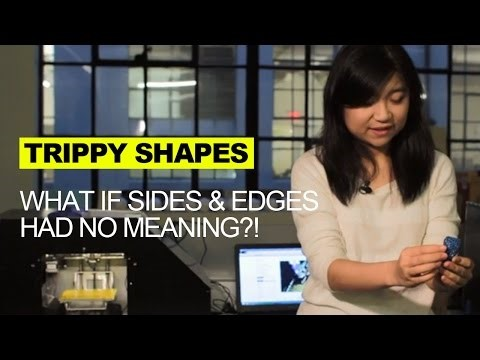 TRIPPY SHAPES
WHAT IF SIDES & EDGES
HAD NO MEANING?!